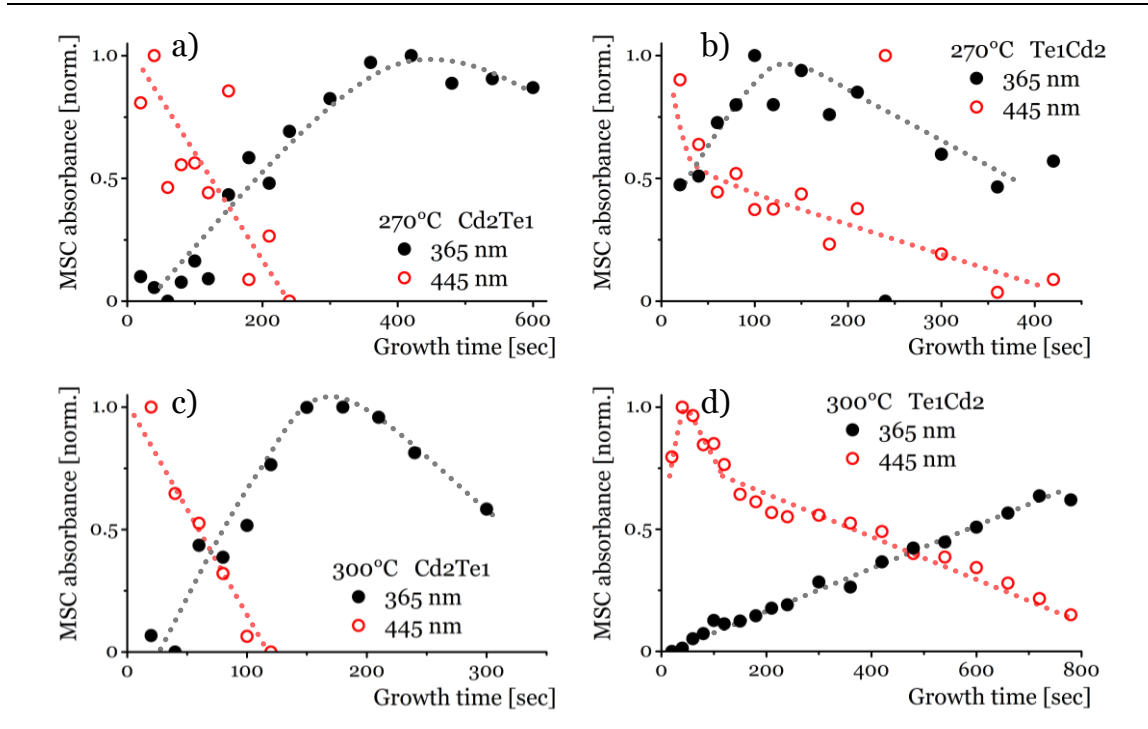 a)
MSC absorbance [norm.]
1.0
0.5
0
270°C Cd2Te1
365 nm
445 nm
0 200 400 600
Growth time [sec]
b)
MSC absorbance [norm.]
1.0
0.5
0
270°C Te1Cd2
365 nm
445 nm
0 100 200 300 400
Growth time [sec]
c)
MSC absorbance [norm.]
1.0
0.5
0
300°C Cd2Te1
365 nm
445 nm
0 100 200 300
Growth time [sec]
d)
MSC absorbance [norm.]
1.0
0.5
0
300°C Te1Cd2
365 nm
445 nm
0 200 400 600 800
Growth time [sec]